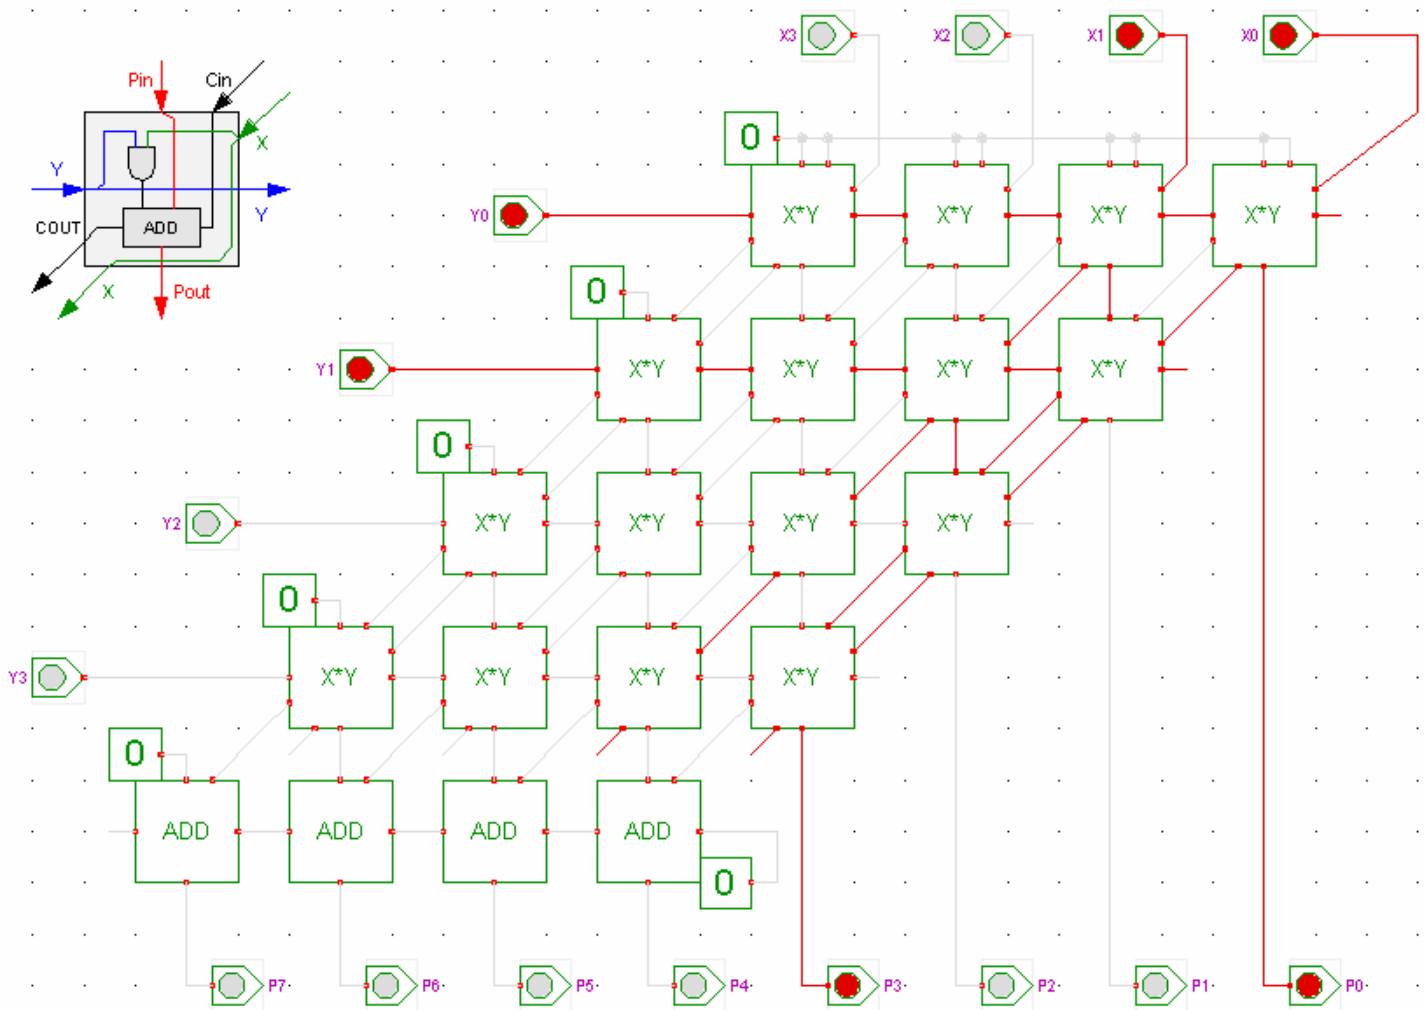 X3 X2 X1 X0
Pin Cin
X
0
Y
Y
COUT ADD
X
Pout
Y0 X*Y X*Y X*Y X*Y
0
Y1 X*Y X*Y X*Y X*Y
0
Y2 X*Y X*Y X*Y X*Y
0
Y3 X*Y X*Y X*Y X*Y
0
ADD ADD ADD ADD
0
P7 P6 P5 P4 P3 P2 P1 P0